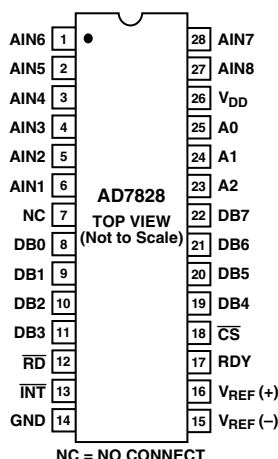 AIN6 1 28 AIN7
AIN5 2 27 AIN8
AIN4 3 26 VDD
AIN3 4 25 A0
AIN2 5 24 A1
AIN1 6 23 A2
AD7828
TOP VIEW
(Not to Scale)
NC 7 22 DB7
DB0 8 21 DB6
DB1 9 20 DB5
DB2 10 19 DB4
DB3 11 18 C̅S̅
R̅D̅ 12 17 RDY
I̅N̅T̅ 13 16 VREF (+)
GND 14 15 VREF (–)
NC = NO CONNECT